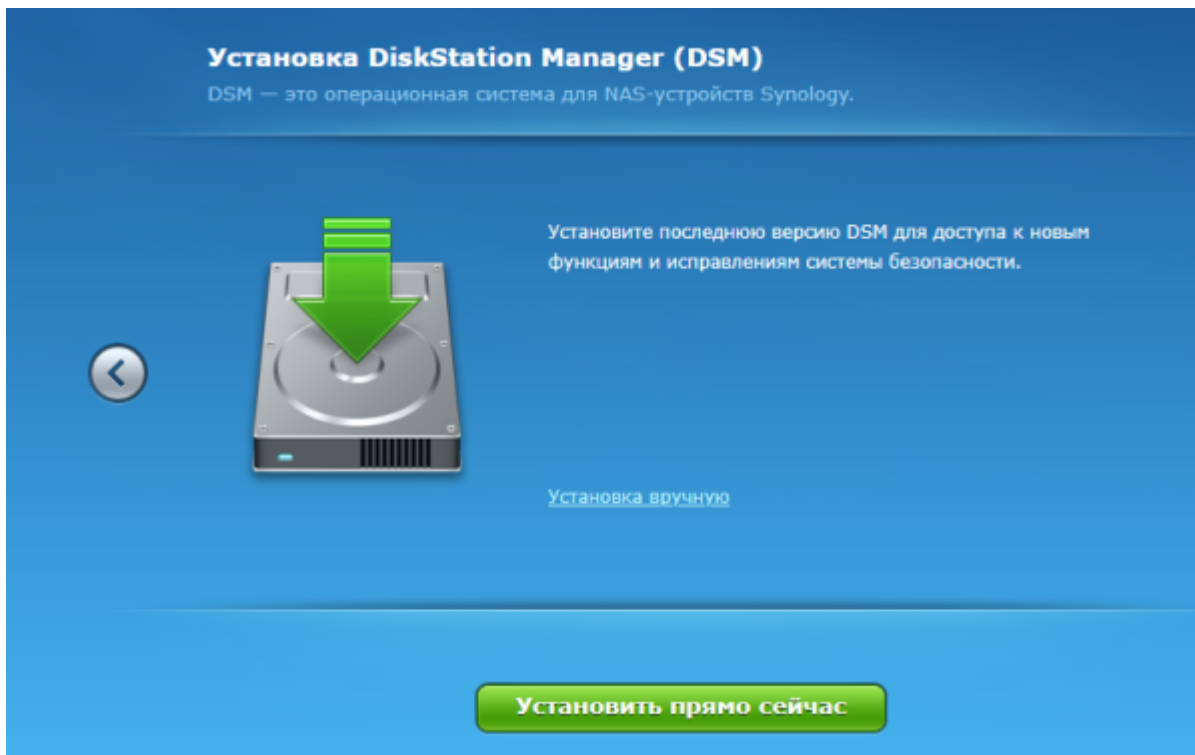 Установка DiskStation Manager (DSM)
DSM — это операционная система для NAS-устройств Synology.
Установите последнюю версию DSM для доступа к новым
функциям и исправлениям системы безопасности.
Установка вручную
Установить прямо сейчас